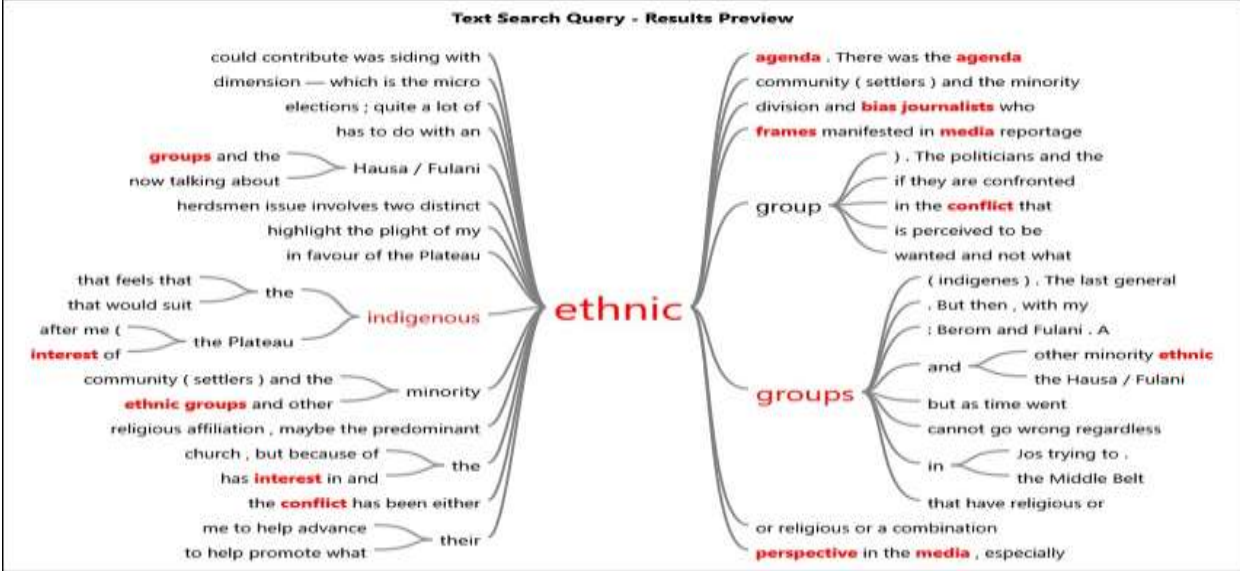 Text Search Query - Results Preview
could contribute was siding with
dimension — which is the micro
elections ; quite a lot of
has to do with an
groups and the
now talking about
Hausa / Fulani
herdsmen issue involves two distinct
highlight the plight of my
in favour of the Plateau
that feels that
that would suit
the
after me (
interest of
the Plateau
indigenous
community ( settlers ) and the
ethnic groups and other
minority
religious affiliation , maybe the predominant
church , but because of
has interest in and
the
the conflict has been either
me to help advance
to help promote what
their
ethnic
agenda . There was the agenda
community ( settlers ) and the minority
division and bias journalists who
frames manifested in media reportage
group
) . The politicians and the
if they are confronted
in the conflict that
is perceived to be
wanted and not what
groups
( indigenes ) . The last general
. But then , with my
: Berom and Fulani . A
and
other minority ethnic
the Hausa / Fulani
but as time went
cannot go wrong regardless
in
Jos trying to .
the Middle Belt
that have religious or
or religious or a combination
perspective in the media , especially